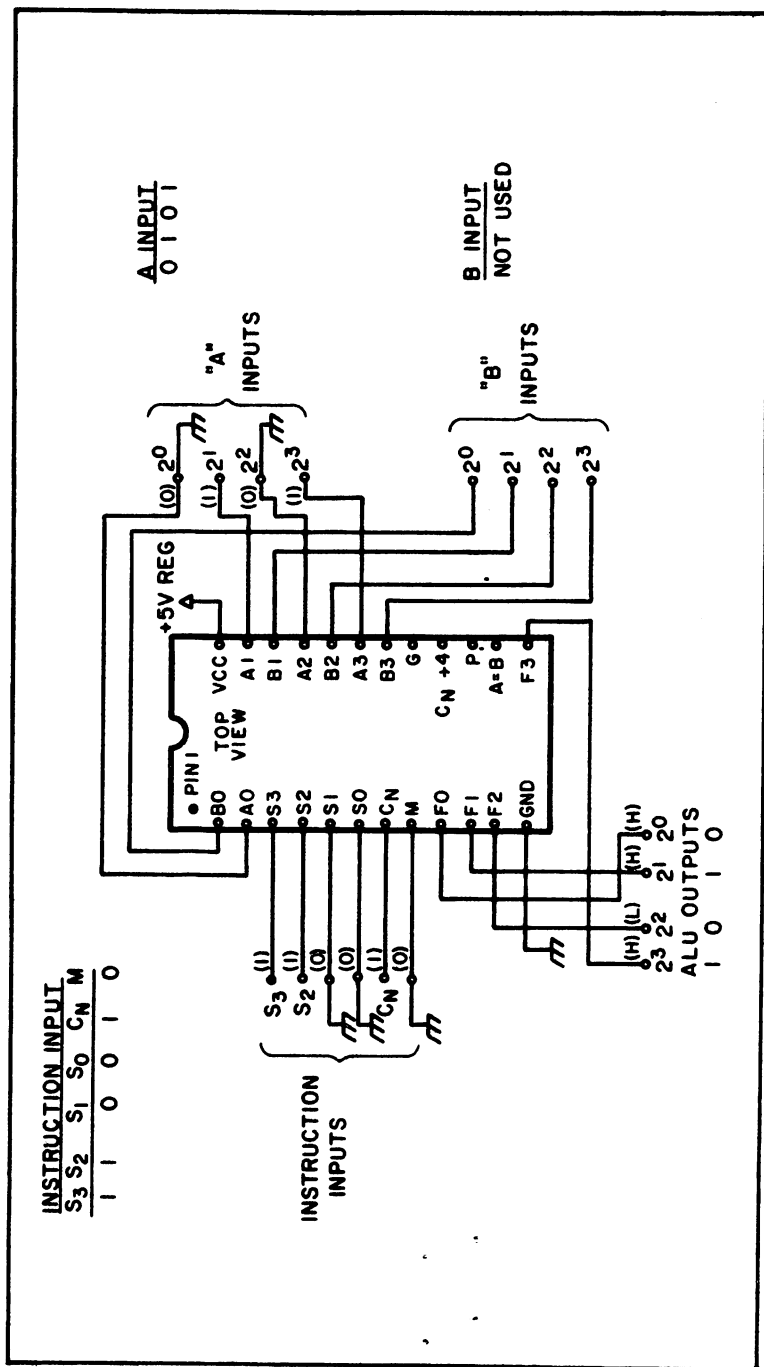 INSTRUCTION INPUT
S3 S2 S1 S0 CN M
1 1 0 0 1 0
A INPUT
0 1 0 1
B INPUT
NOT USED
INSTRUCTION
INPUTS
S3 (1)
S2 (1)
(0)
(0)
CN (1)
(0)
PIN 1
TOP
VIEW
B0
A0
S3
S2
S1
S0
CN
M
F0
F1
F2
GND
VCC
A1
B1
A2
B2
A3
B3
G
CN +4
P
A=B
F3
+5V REG
(0) 2^0
(1) 2^1
(0) 2^2
(1) 2^3
"A"
INPUTS
2^0
2^1
2^2
2^3
"B"
INPUTS
(H) (L) (H) (H)
2^3 2^2 2^1 2^0
ALU OUTPUTS
1 0 1 0